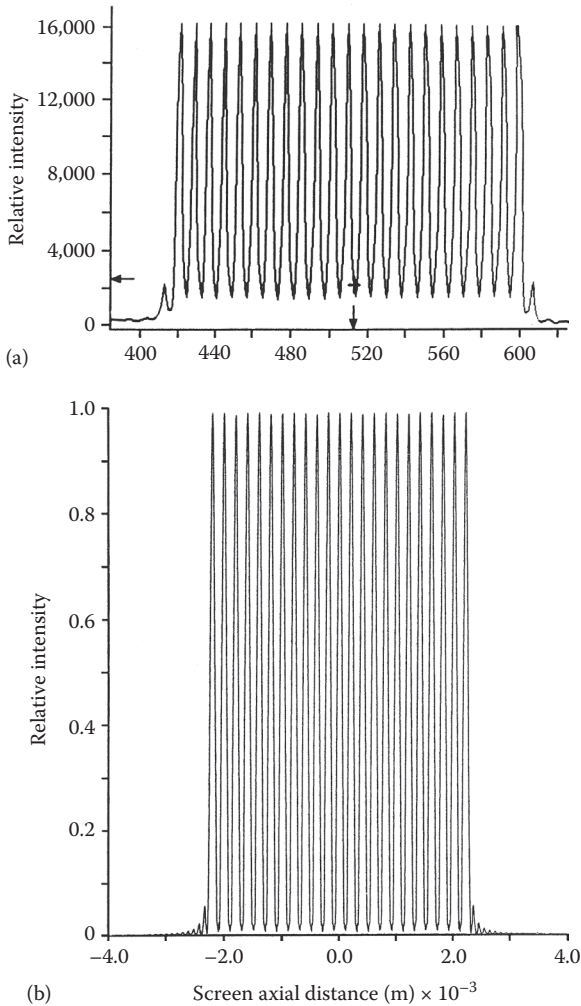 16,000
12,000
8,000
4,000
0
Relative intensity
400 440 480 520 560 600
(a)
1.0
0.8
0.6
0.4
0.2
0
Relative intensity
−4.0 −2.0 0.0 2.0 4.0
(b) Screen axial distance (m) × 10⁻³